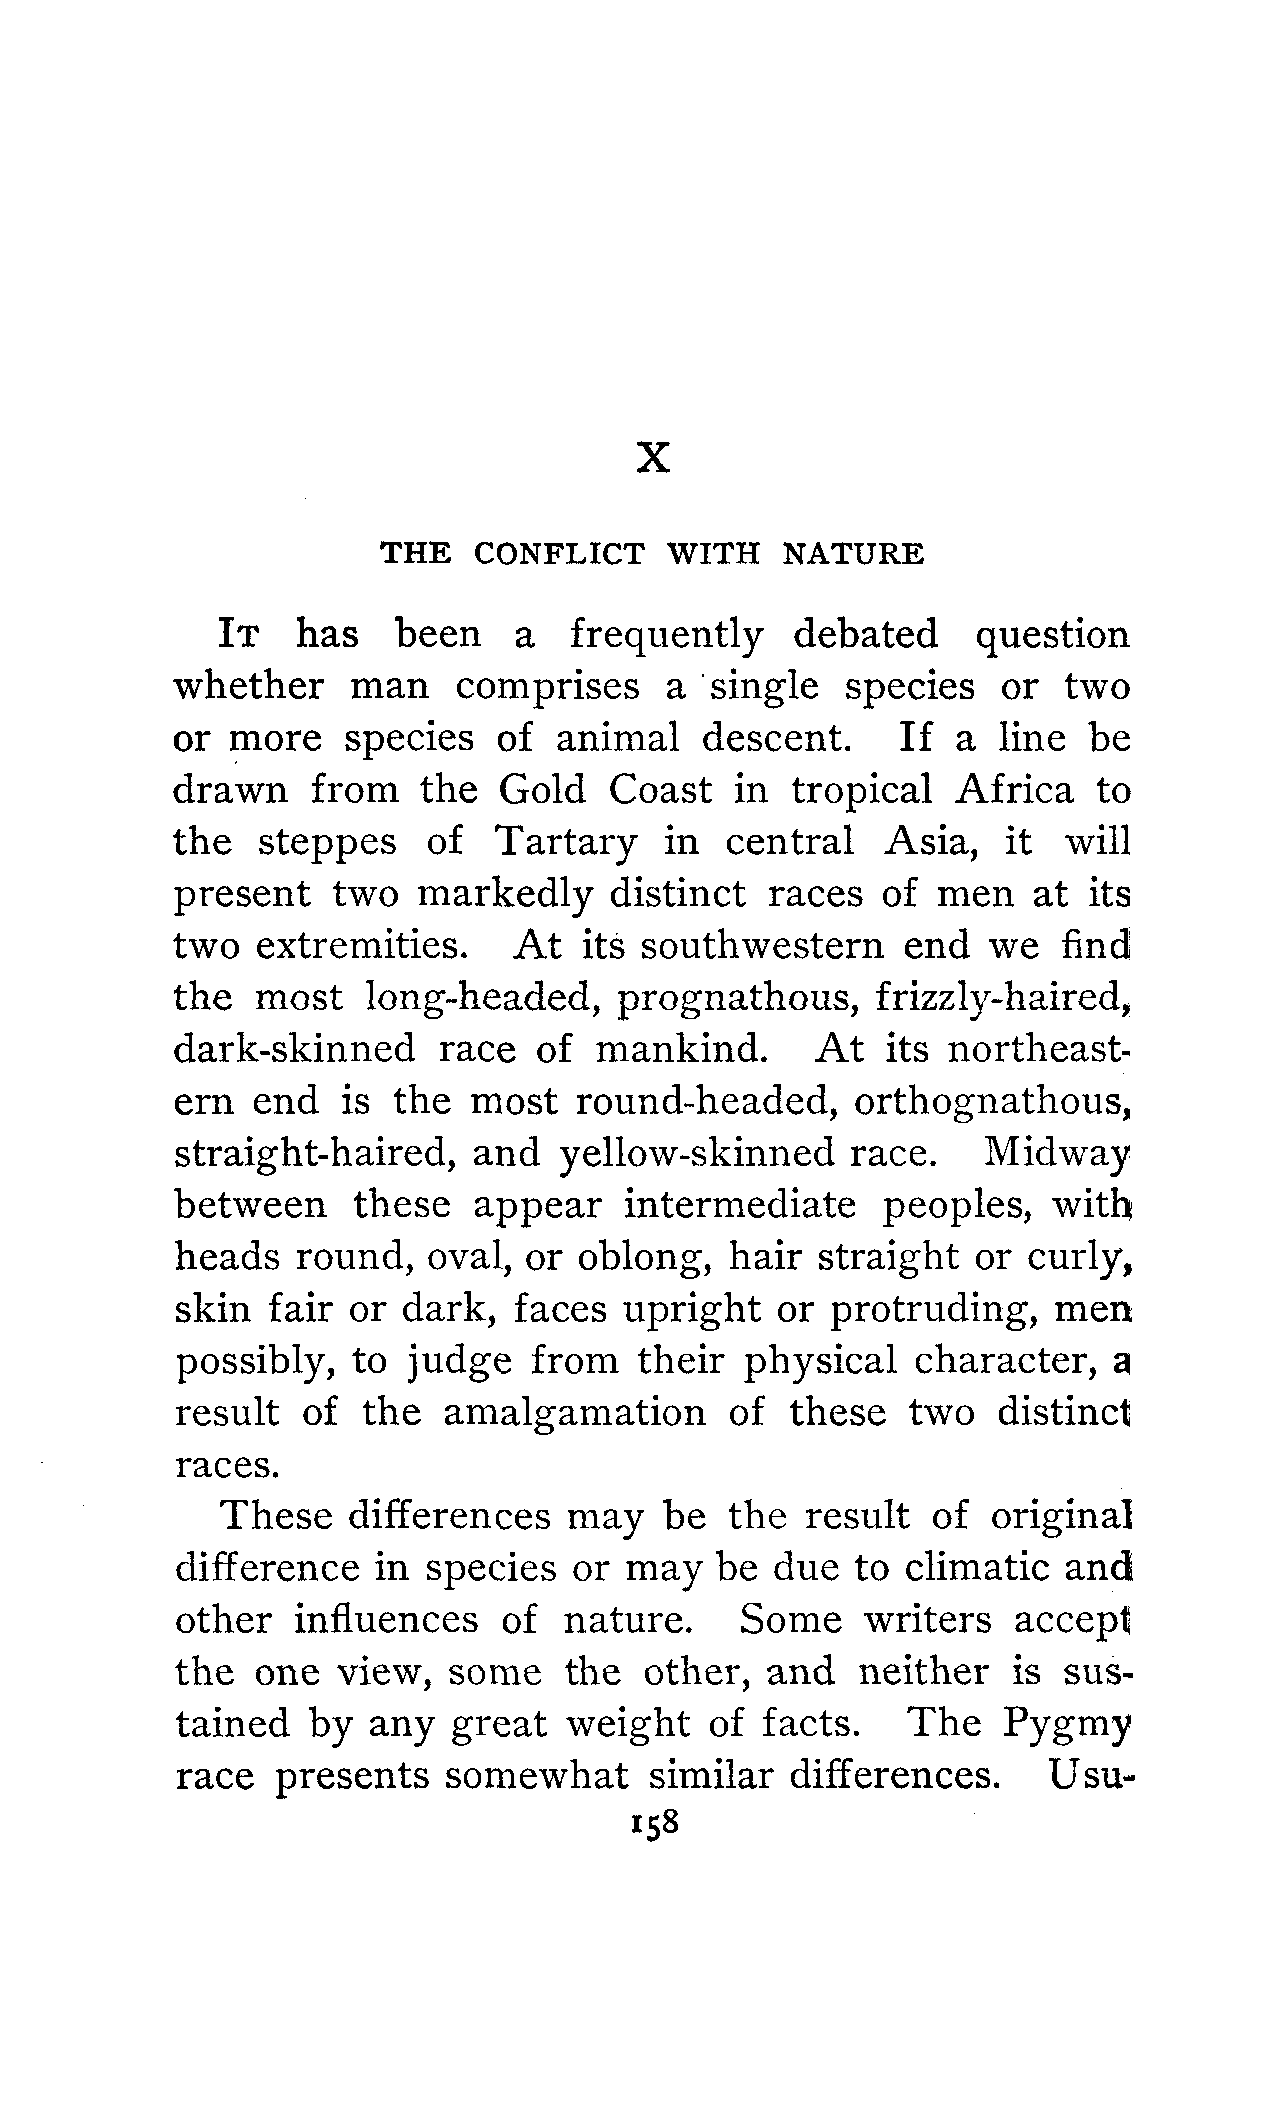 X
THE CONFLICT WITH NATURE
IT has been a frequently debated question
whether man comprises a single species or two
or more species of animal descent. If a line be
drawn from the Gold Coast in tropical Africa to
the steppes of Tartary in central Asia, it will
present two markedly distinct races of men at its
two extremities. At its southwestern end we find
the most long-headed, prognathous, frizzly-haired,
dark-skinned race of mankind. At its northeast-
ern end is the most round-headed, orthognathous,
straight-haired, and yellow-skinned race. Midway
between these appear intermediate peoples, with
heads round, oval, or oblong, hair straight or curly,
skin fair or dark, faces upright or protruding, men
possibly, to judge from their physical character, a
result of the amalgamation of these two distinct
races.
These differences may be the result of original
difference in species or may be due to climatic and
other influences of nature. Some writers accept
the one view, some the other, and neither is sus-
tained by any great weight of facts. The Pygmy
race presents somewhat similar differences. Usu-
158